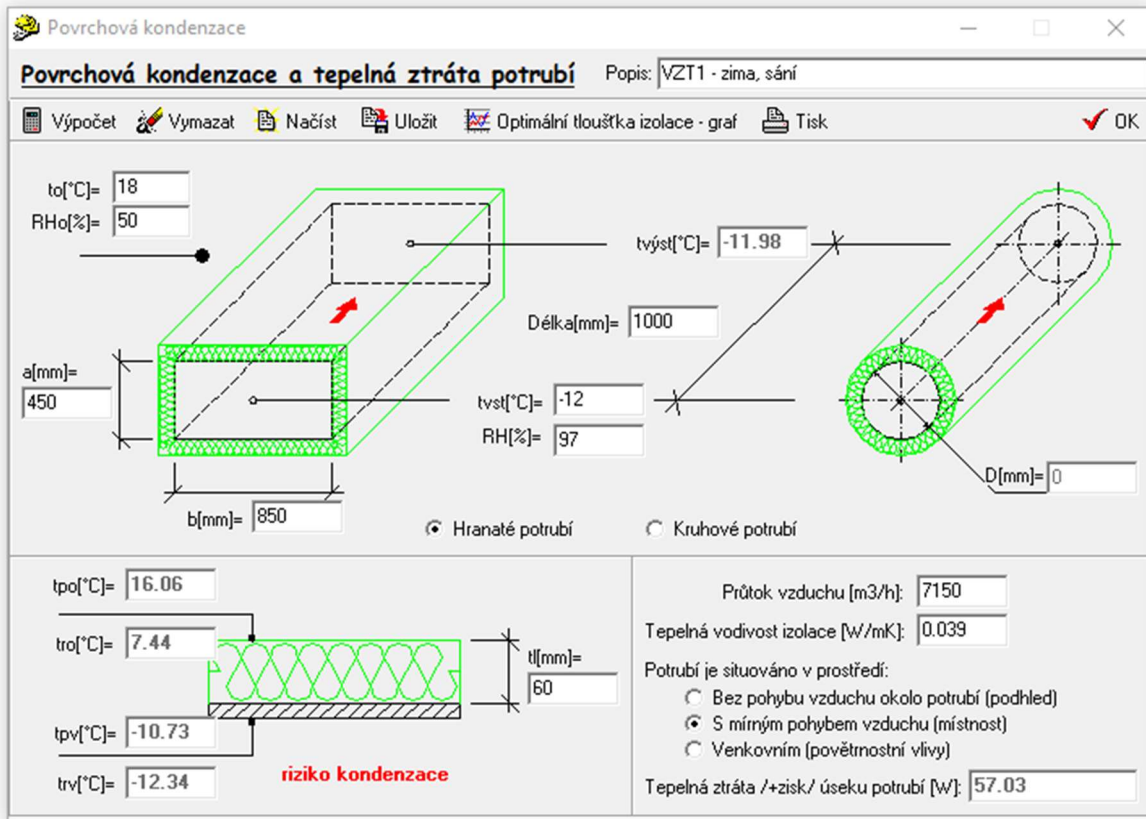 Povrchová kondenzace
Povrchová kondenzace a tepelná ztráta potrubí Popis: VZT1 - zima, sání
Výpočet Vymazat Načíst Uložit Optimální tloušťka izolace - graf Tisk OK
to[°C]= 18
RHo[%]= 50
tvýst[°C]= -11.98
Délka[mm]= 1000
a[mm]=
450
tvst[°C]= -12
RH[%]= 97
D[mm]= 0
b[mm]= 850
Hranaté potrubí Kruhové potrubí
tpo[°C]= 16.06
tro[°C]= 7.44
tl[mm]=
60
tpv[°C]= -10.73
trv[°C]= -12.34
riziko kondenzace
Průtok vzduchu [m3/h]: 7150
Tepelná vodivost izolace [W/mK]: 0.039
Potrubí je situováno v prostředí:
Bez pohybu vzduchu okolo potrubí (podhled)
S mírným pohybem vzduchu (místnost)
Venkovním (povětrnostní vlivy)
Tepelná ztráta /+zisk/ úseku potrubí [W]: 57.03